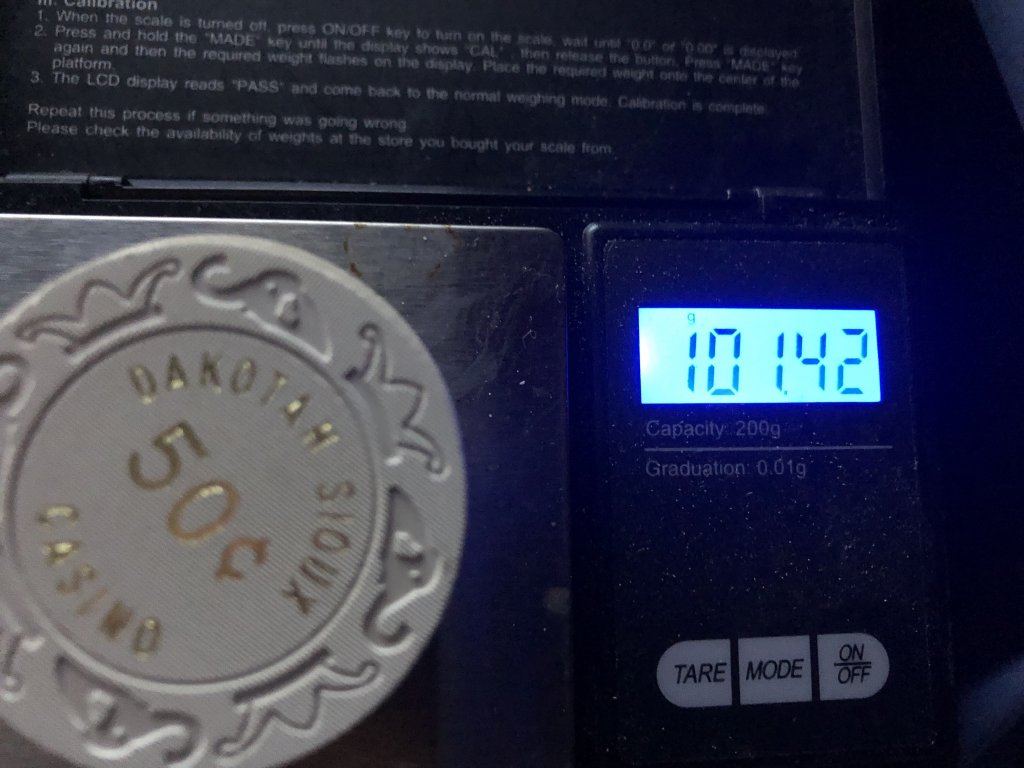 III. Calibration
1. When the scale is turned off, press ON/OFF key to turn on the scale, wait until "0.0" or "0.00" is displayed
2. Press and hold the "MADE" key until the display shows "CAL", then release the button. Press "MADE" key
again and then the required weight flashes on the display. Place the required weight onto the center of the
platform.
3. The LCD display reads "PASS" and come back to the normal weighing mode. Calibration is complete.
Repeat this process if something was going wrong
Please check the availability of weights at the store you bought your scale from.
DAKOTAH SIOUX
50¢
CASINO
g
101.42
Capacity: 200g
Graduation: 0.01g
TARE
MODE
ON
OFF